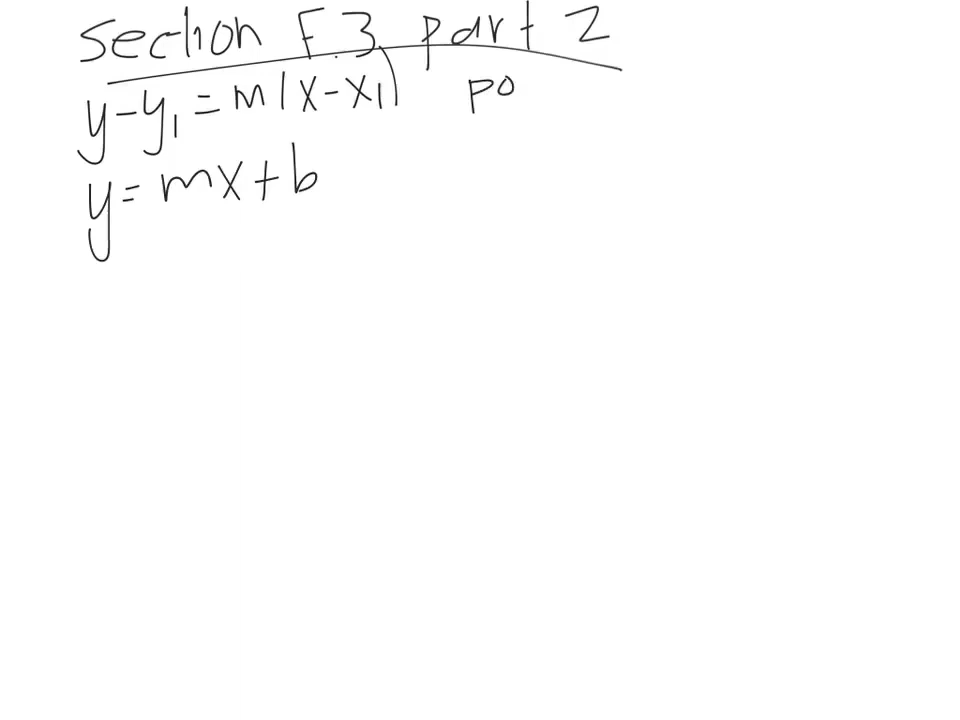 section F.3 part 2
y-y₁ = m(x-x₁) po
y = mx+b